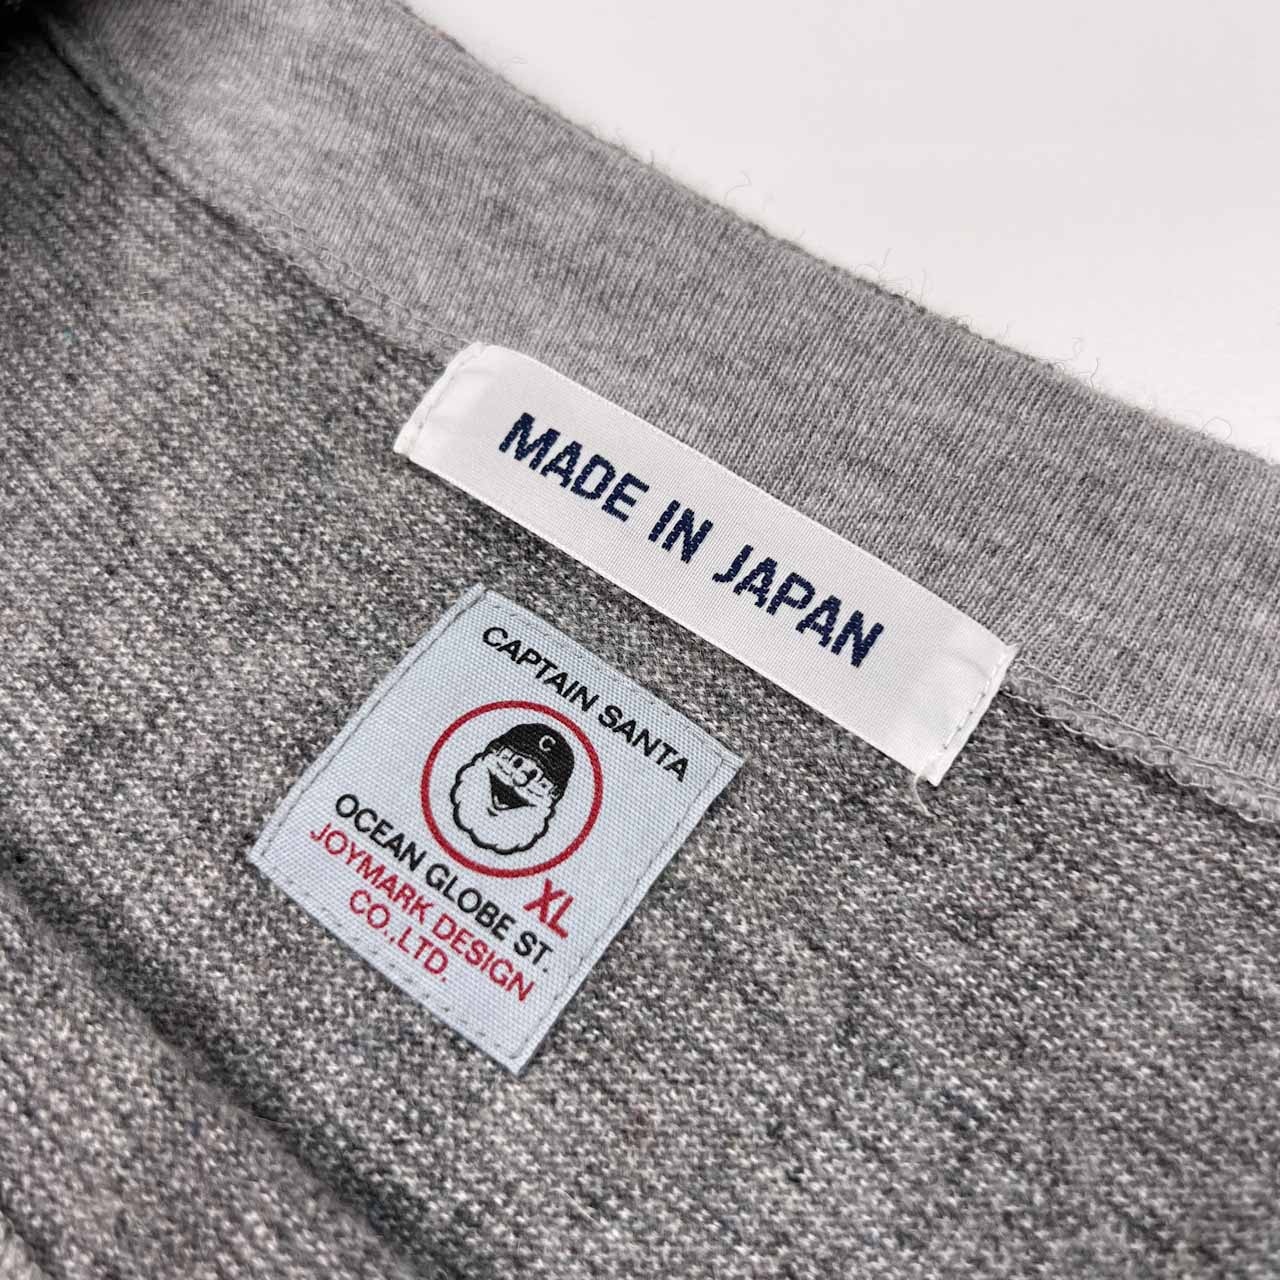 MADE IN JAPAN
CAPTAIN SANTA
C
XL
OCEAN GLOBE ST.
JOYMARK DESIGN
CO.,LTD.